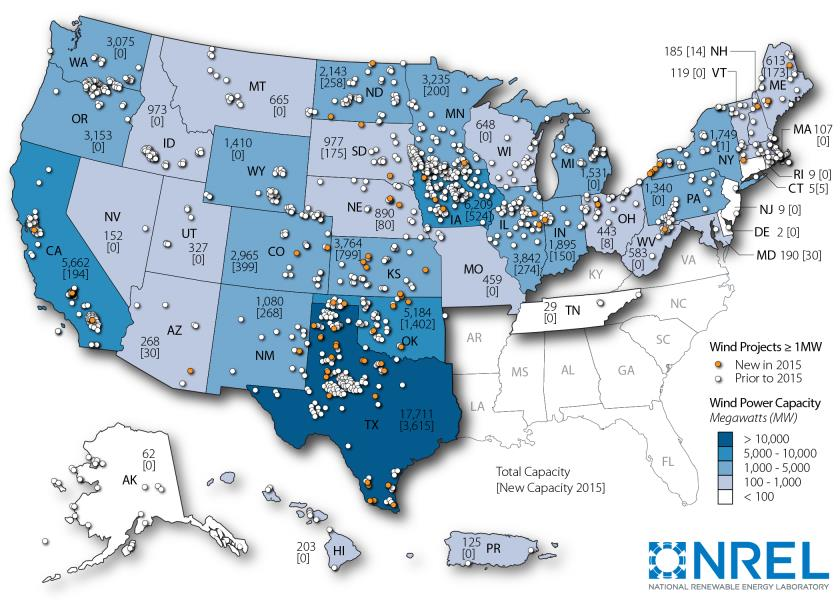 WA
3,075
[0]
OR
3,153
[0]
CA
5,662
[194]
NV
152
[0]
ID
973
[0]
MT
665
[0]
WY
1,410
[0]
UT
327
[0]
AZ
268
[30]
CO
2,965
[399]
NM
1,080
[268]
ND
2,143
[258]
SD
977
[175]
NE
890
[80]
KS
3,764
[799]
OK
5,184
[1,402]
TX
17,711
[3,615]
MN
3,235
[200]
IA
6,209
[524]
MO
459
[0]
WI
648
[0]
IL
3,842
[274]
MI
1,531
[0]
IN
1,895
[150]
OH
443
[8]
WV
583
[0]
PA
1,340
[0]
NY
1,749
[1]
ME
613
[173]
185 [14] NH
119 [0] VT
MA 107
[0]
RI 9 [0]
CT 5[5]
NJ 9 [0]
DE 2 [0]
MD 190 [30]
KY
VA
NC
TN
29
[0]
SC
AR
MS
AL
GA
LA
FL
AK
62
[0]
HI
203
[0]
PR
125
[0]
Wind Projects ≥ 1MW
New in 2015
Prior to 2015
Wind Power Capacity
Megawatts (MW)
> 10,000
5,000 - 10,000
1,000 - 5,000
100 - 1,000
< 100
Total Capacity
[New Capacity 2015]
NREL
NATIONAL RENEWABLE ENERGY LABORATORY